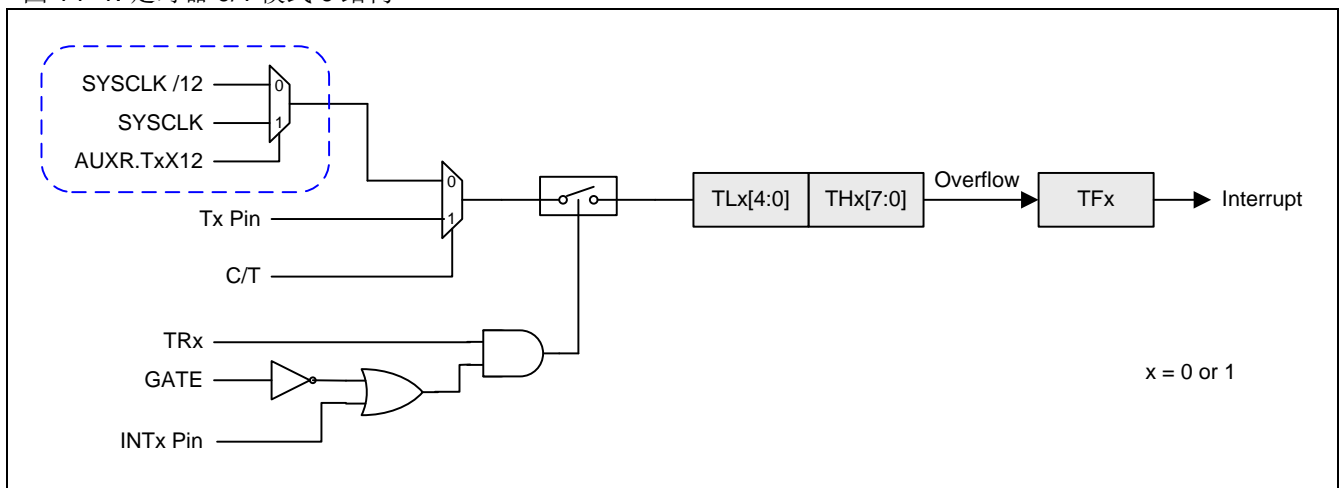 SYSCLK /12
0
SYSCLK
1
AUXR.TxX12
0
Tx Pin
1
C/T
TLx[4:0]
THx[7:0]
Overflow
TFx
Interrupt
TRx
GATE
x = 0 or 1
INTx Pin